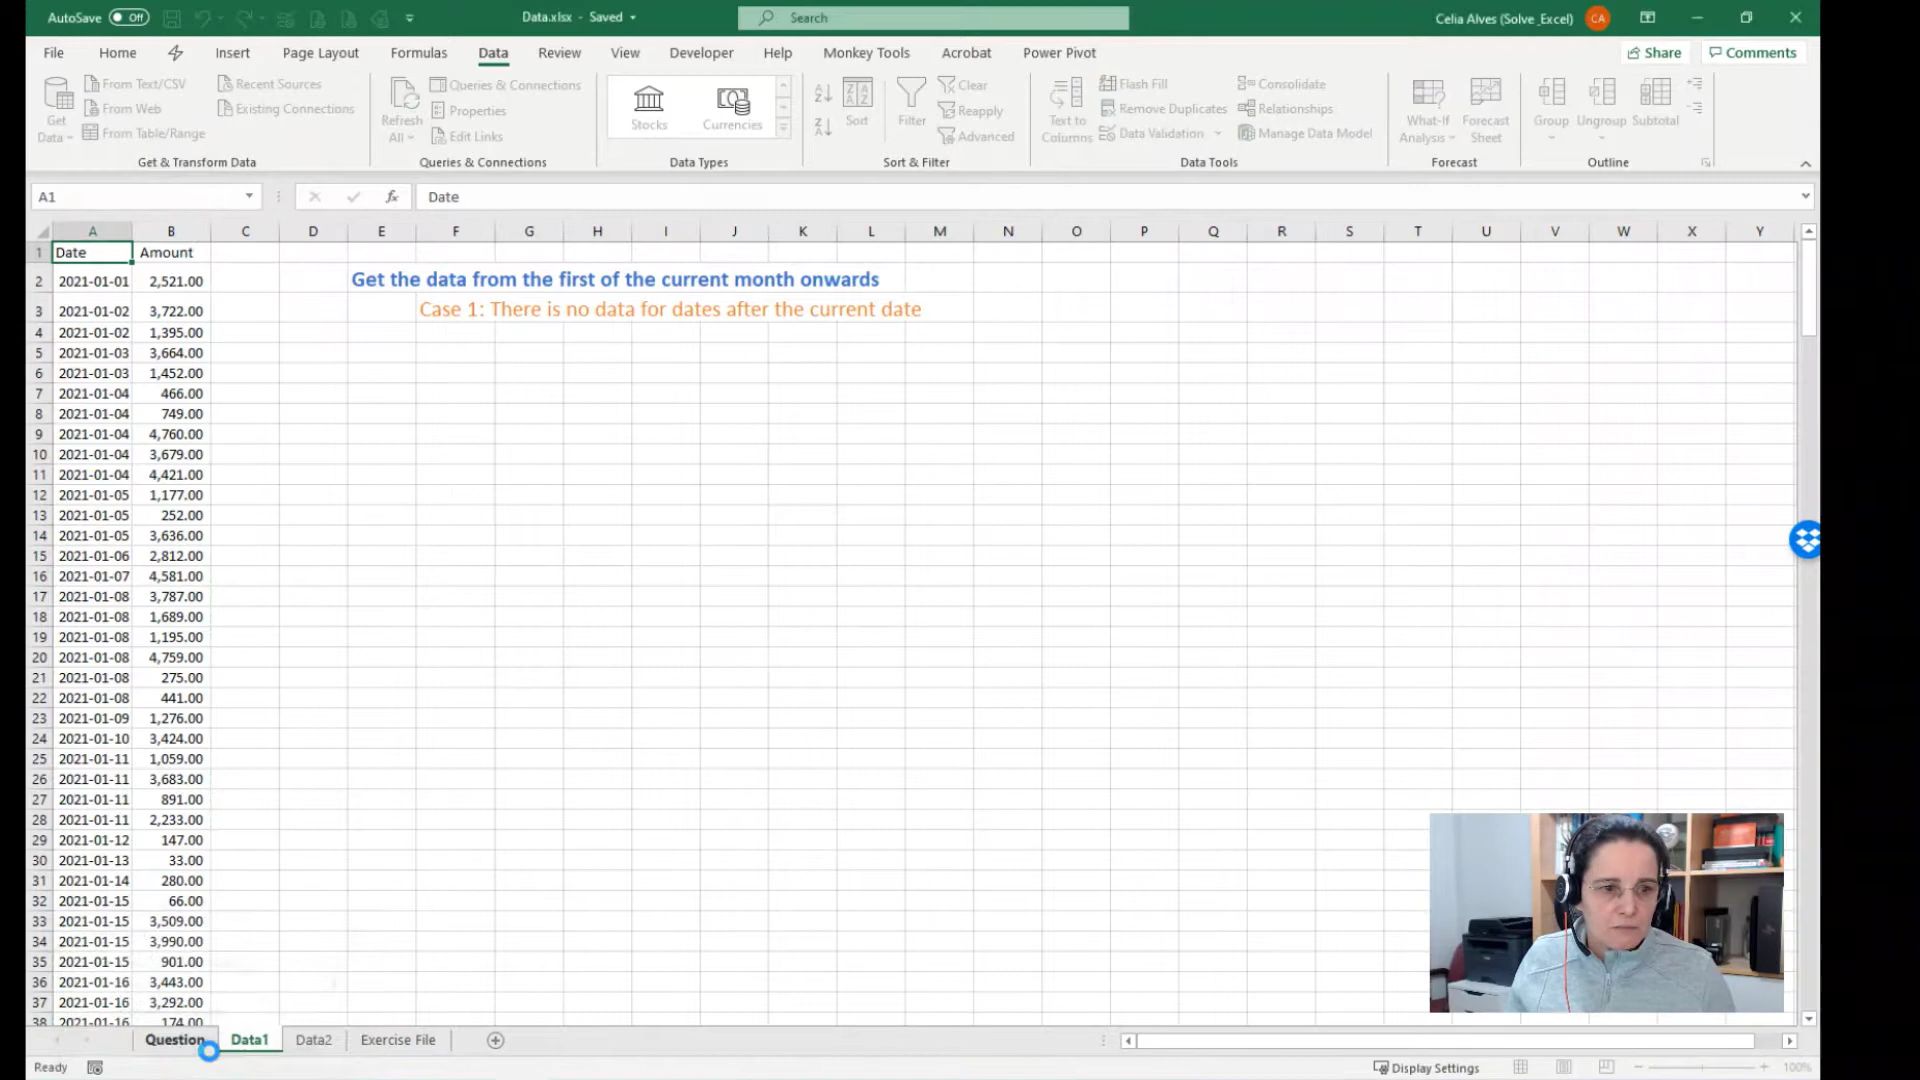 AutoSave Off Data.xlsx - Saved Search Celia Alves (Solve_Excel) CA
File Home Insert Page Layout Formulas Data Review View Developer Help Monkey Tools Acrobat Power Pivot Share Comments
Get Data From Text/CSV From Web From Table/Range Recent Sources Existing Connections
Refresh All Queries & Connections Properties Edit Links
Stocks Currencies
Sort Filter Clear Reapply Advanced
Text to Columns Flash Fill Remove Duplicates Data Validation Consolidate Relationships Manage Data Model
What-If Analysis Forecast Sheet Group Ungroup Subtotal
Get & Transform Data Queries & Connections Data Types Sort & Filter Data Tools Forecast Outline
A1 fx Date
A B C D E F G H I J K L M N O P Q R S T U V W X Y
1 Date Amount
2 2021-01-01 2,521.00 Get the data from the first of the current month onwards
3 2021-01-02 3,722.00 Case 1: There is no data for dates after the current date
4 2021-01-02 1,395.00
5 2021-01-03 3,664.00
6 2021-01-03 1,452.00
7 2021-01-04 466.00
8 2021-01-04 749.00
9 2021-01-04 4,760.00
10 2021-01-04 3,679.00
11 2021-01-04 4,421.00
12 2021-01-05 1,177.00
13 2021-01-05 252.00
14 2021-01-05 3,636.00
15 2021-01-06 2,812.00
16 2021-01-07 4,581.00
17 2021-01-08 3,787.00
18 2021-01-08 1,689.00
19 2021-01-08 1,195.00
20 2021-01-08 4,759.00
21 2021-01-08 275.00
22 2021-01-08 441.00
23 2021-01-09 1,276.00
24 2021-01-10 3,424.00
25 2021-01-11 1,059.00
26 2021-01-11 3,683.00
27 2021-01-11 891.00
28 2021-01-11 2,233.00
29 2021-01-12 147.00
30 2021-01-13 33.00
31 2021-01-14 280.00
32 2021-01-15 66.00
33 2021-01-15 3,509.00
34 2021-01-15 3,990.00
35 2021-01-15 901.00
36 2021-01-16 3,443.00
37 2021-01-16 3,292.00
38 2021-01-16 174.00
Question Data1 Data2 Exercise File
Ready Display Settings 100%